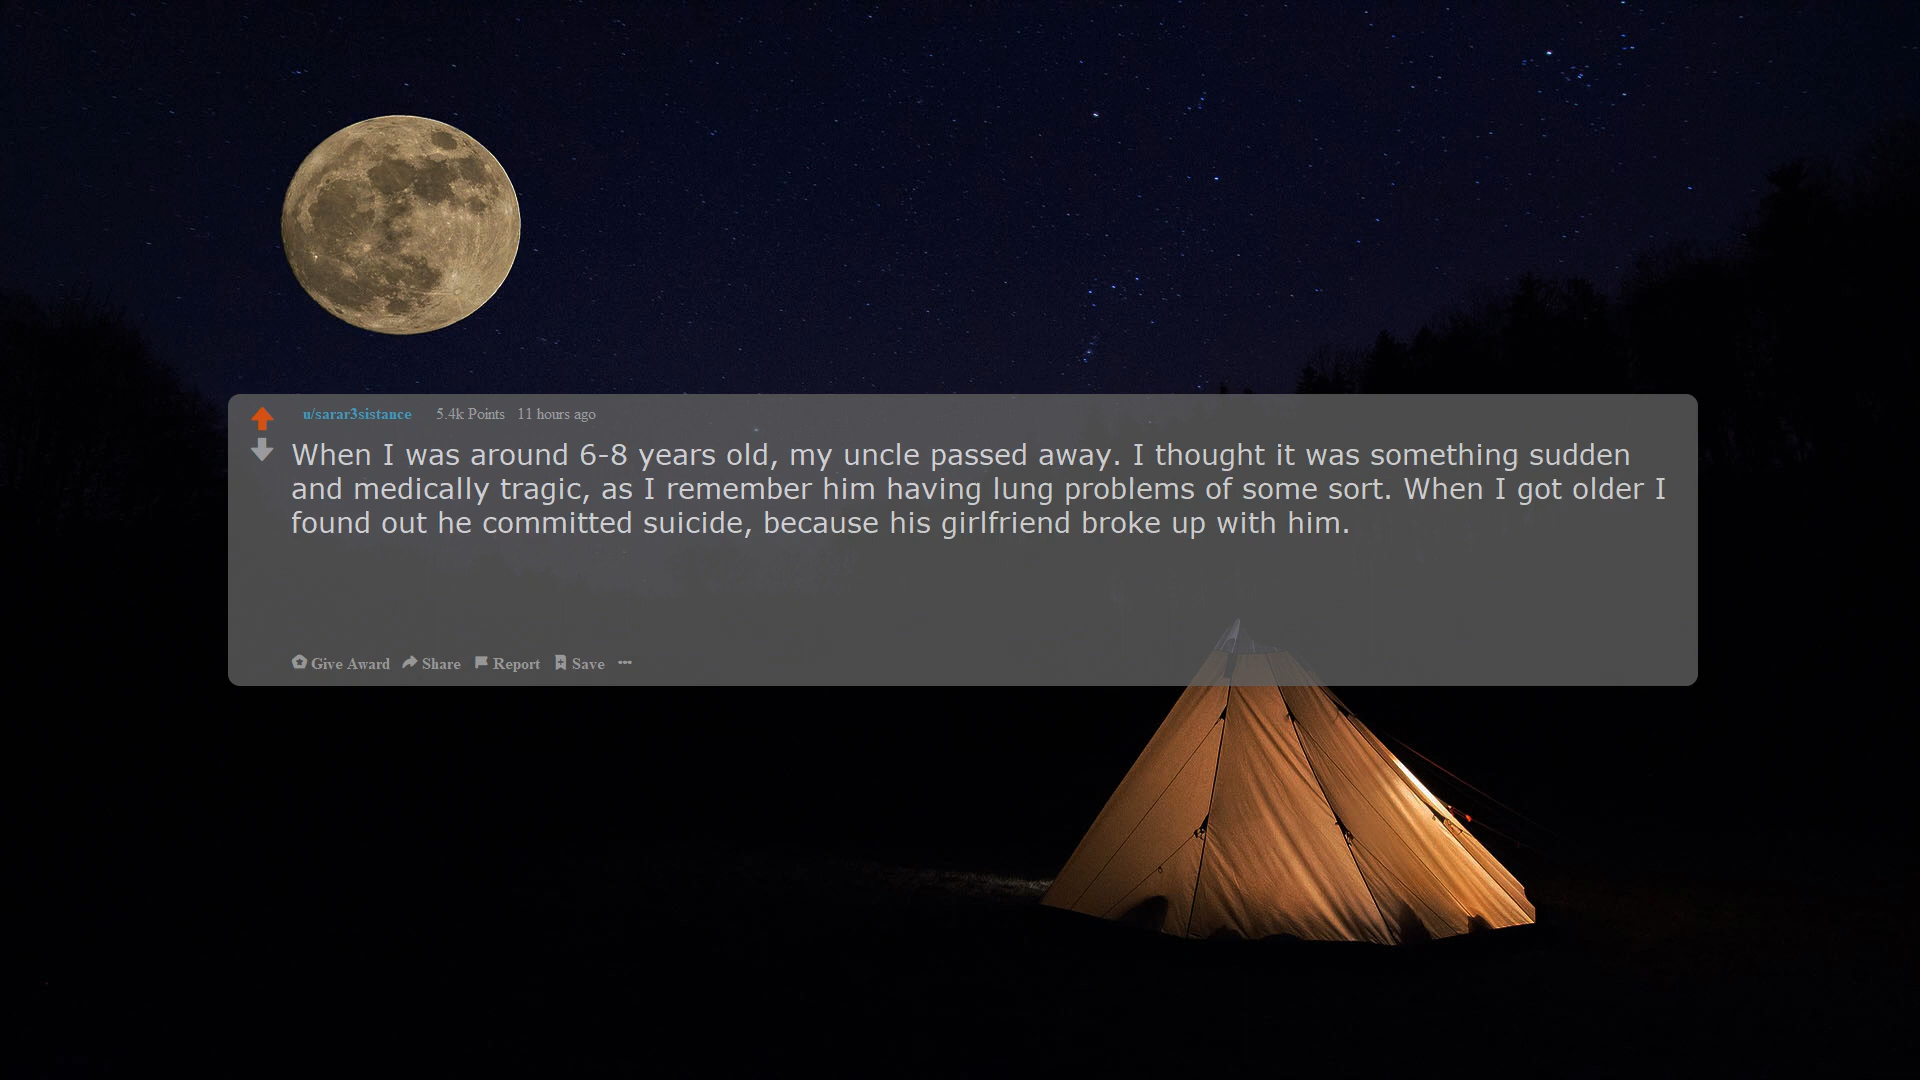 u/sarar3sistance 5.4k Points 11 hours ago
When I was around 6-8 years old, my uncle passed away. I thought it was something sudden
and medically tragic, as I remember him having lung problems of some sort. When I got older I
found out he committed suicide, because his girlfriend broke up with him.
Give Award Share Report Save